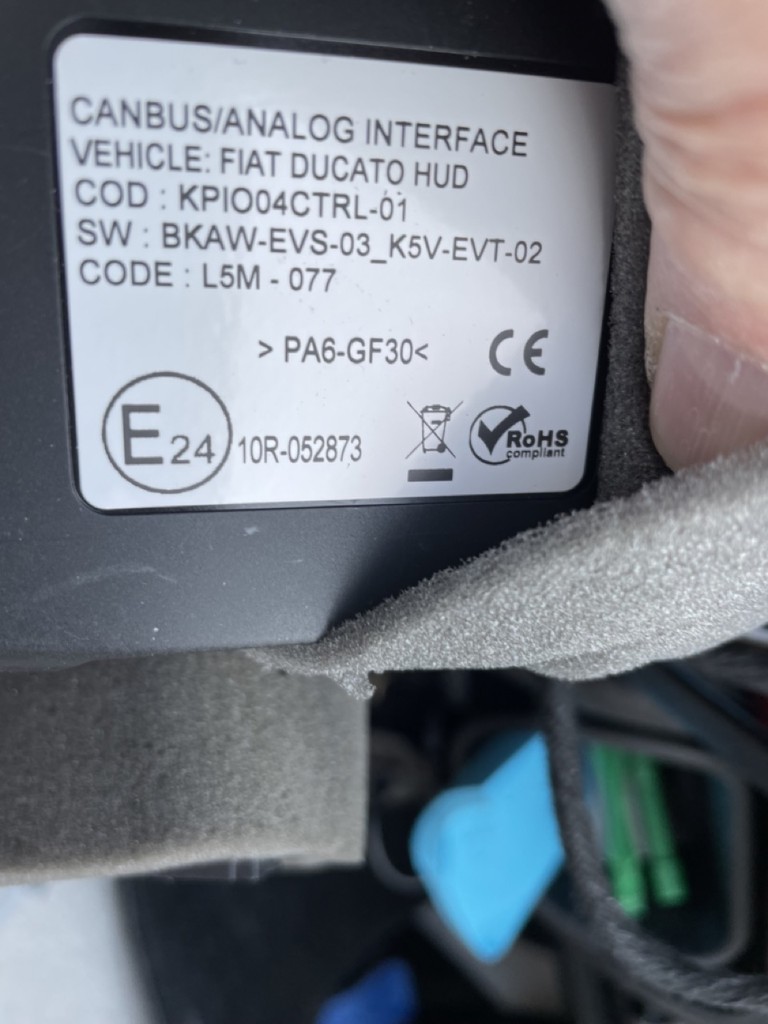 CANBUS/ANALOG INTERFACE
VEHICLE: FIAT DUCATO HUD
COD : KPIO04CTRL-01
SW : BKAW-EVS-03_K5V-EVT-02
CODE : L5M - 077
> PA6-GF30< CE
E24 10R-052873 RoHS
compliant